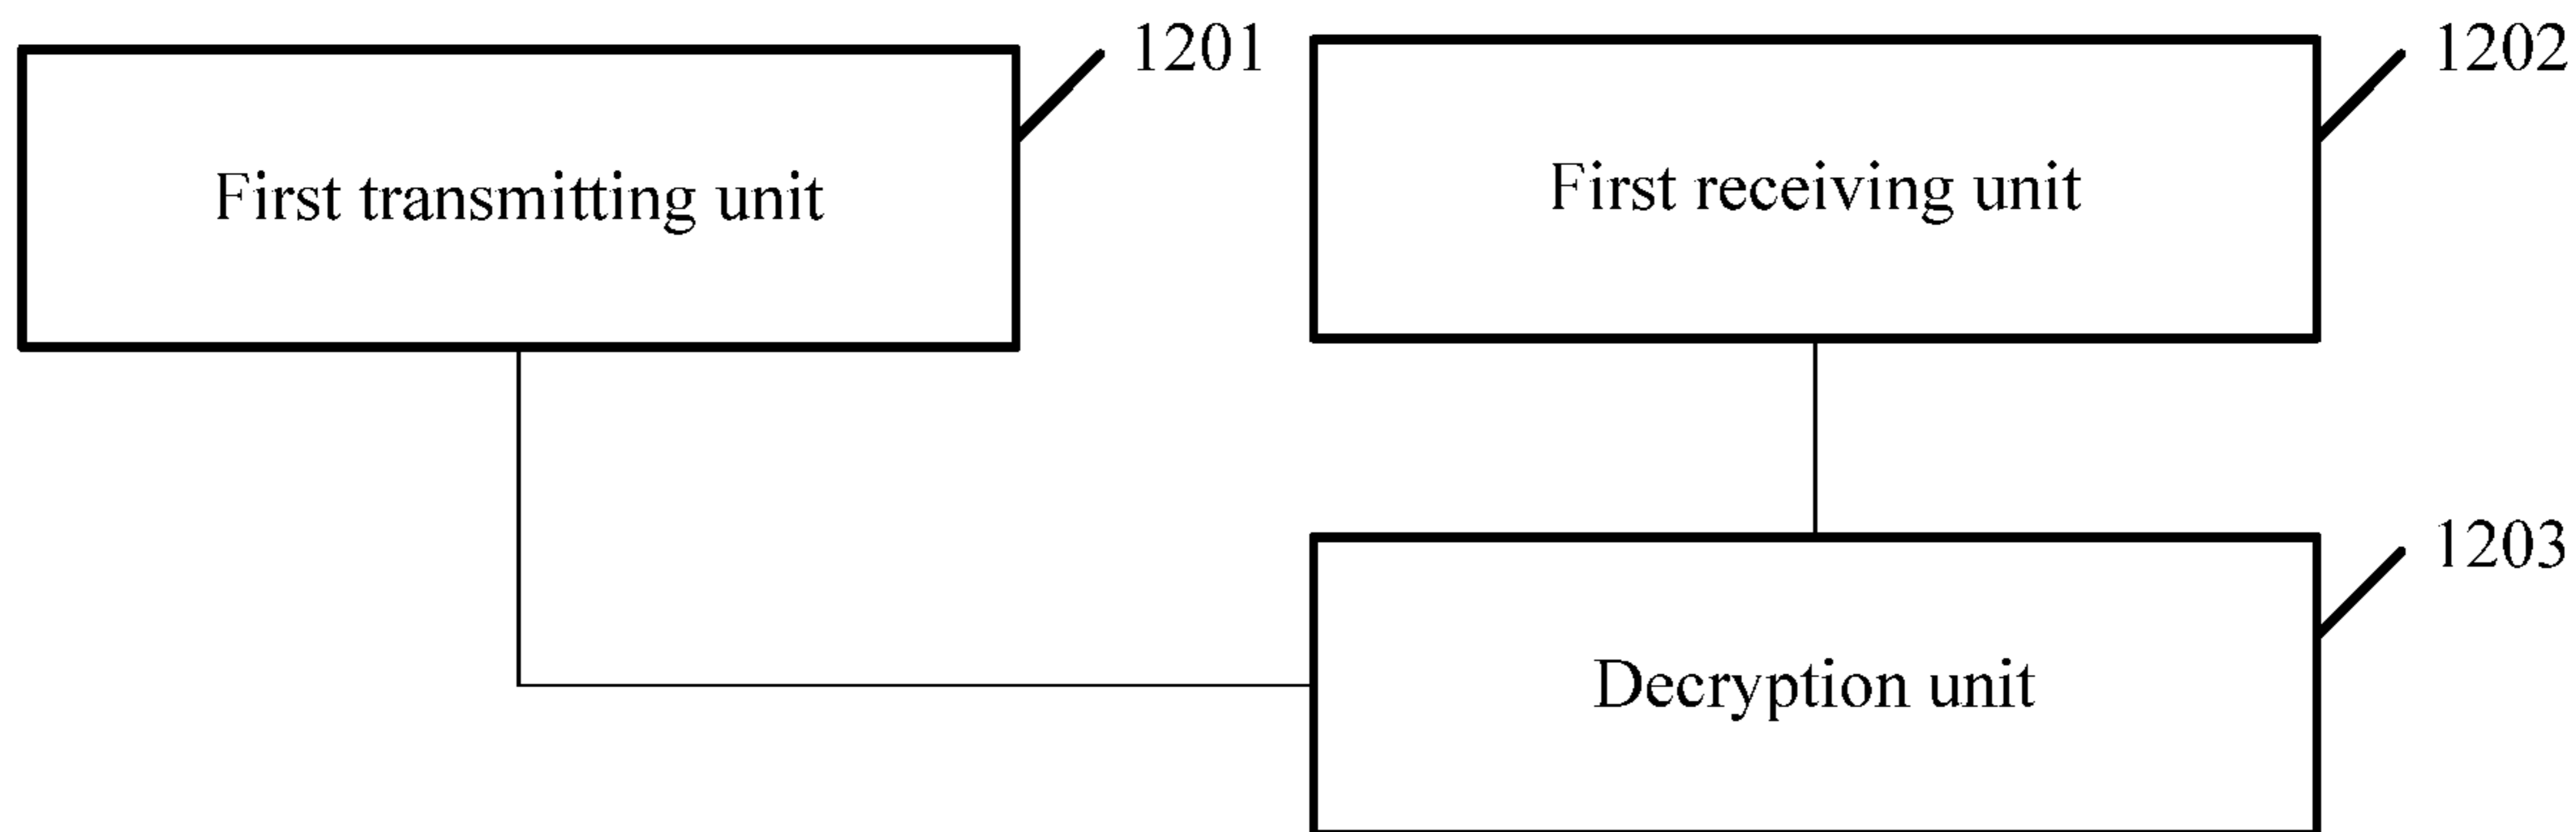 1201
1202
First transmitting unit
First receiving unit
1203
Decryption unit